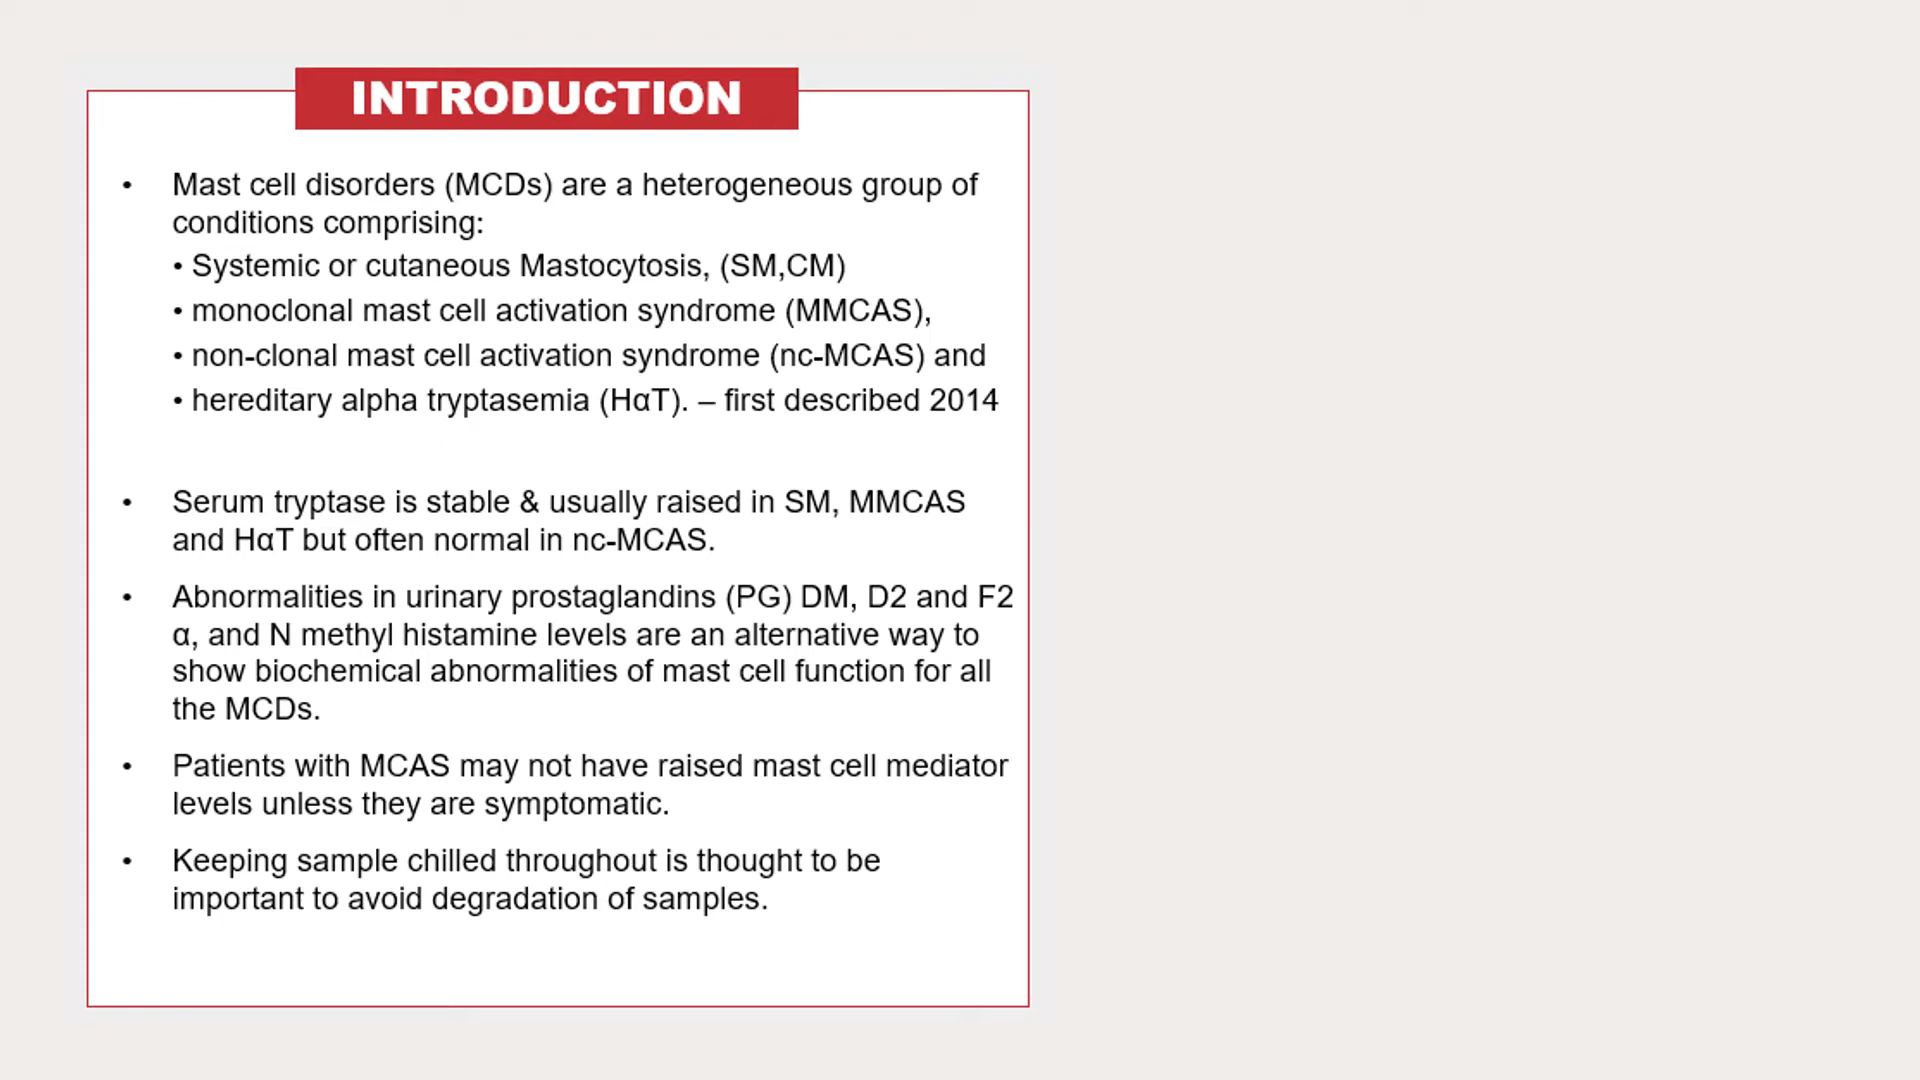 INTRODUCTION
• Mast cell disorders (MCDs) are a heterogeneous group of
conditions comprising:
• Systemic or cutaneous Mastocytosis, (SM,CM)
• monoclonal mast cell activation syndrome (MMCAS),
• non-clonal mast cell activation syndrome (nc-MCAS) and
• hereditary alpha tryptasemia (HαT). – first described 2014
• Serum tryptase is stable & usually raised in SM, MMCAS
and HαT but often normal in nc-MCAS.
• Abnormalities in urinary prostaglandins (PG) DM, D2 and F2
α, and N methyl histamine levels are an alternative way to
show biochemical abnormalities of mast cell function for all
the MCDs.
• Patients with MCAS may not have raised mast cell mediator
levels unless they are symptomatic.
• Keeping sample chilled throughout is thought to be
important to avoid degradation of samples.